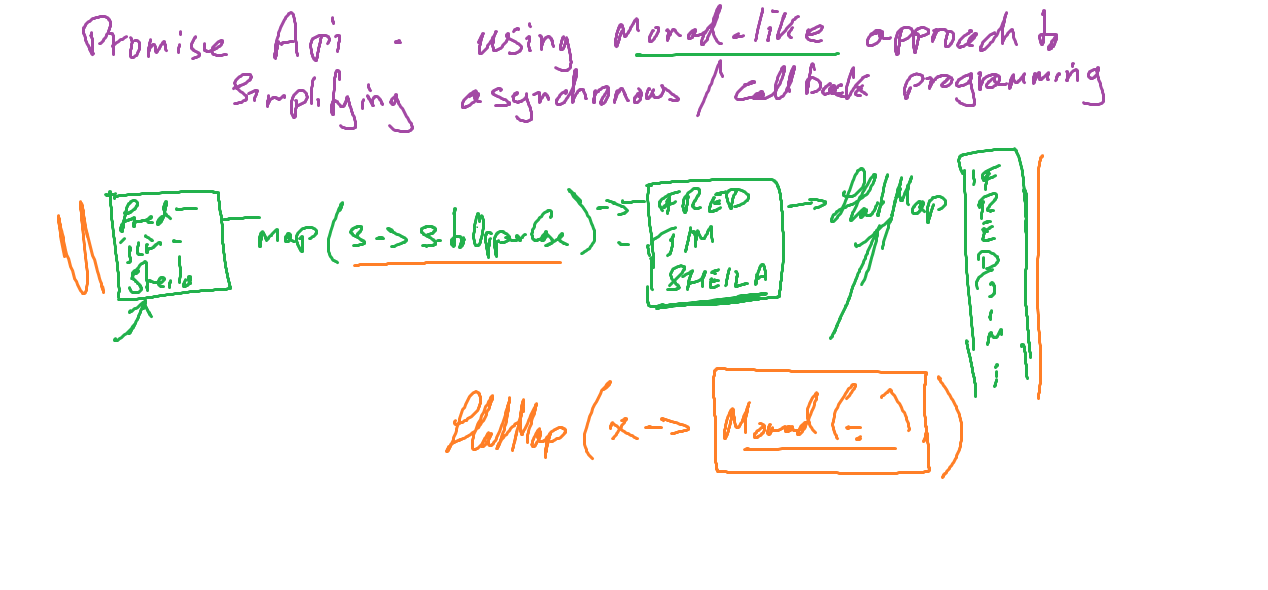 Promise Api - using Monad-like approach to
Simplifying asynchronous / callback programming
Fred -
jim -
Sheila
map (s -> s.toUpperCase)
FRED
JIM
SHEILA
flatMap
F
R
E
D
J
I
M
flatMap (x -> Monad ( - ))